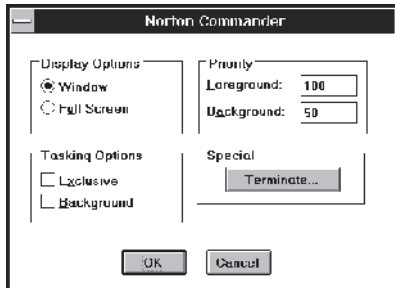 Norton Commander
Display Options
Window
Full Screen
Priority
Foreground: 100
Background: 50
Tasking Options
Exclusive
Background
Special
Terminate...
OK
Cancel